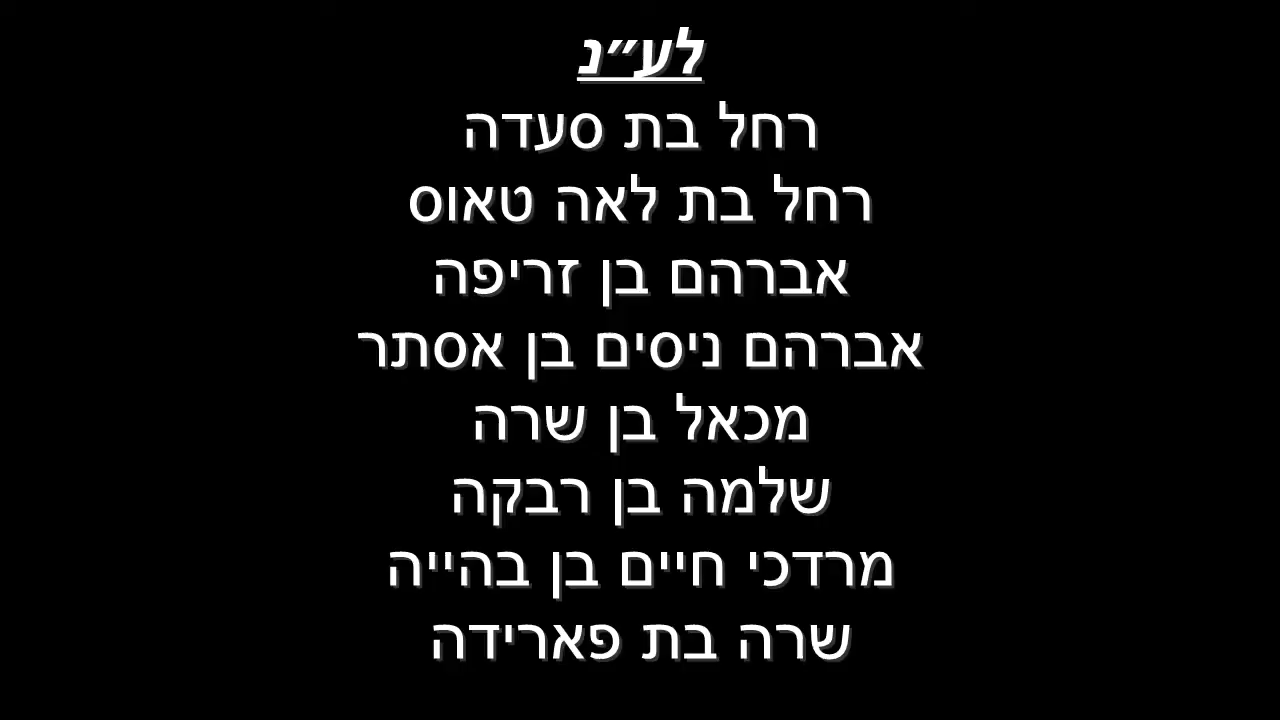 לע״נ
רחל בת סעדה
רחל בת לאה טאוס
אברהם בן זריפה
אברהם ניסים בן אסתר
מכאל בן שרה
שלמה בן רבקה
מרדכי חיים בן בהייה
שרה בת פארידה